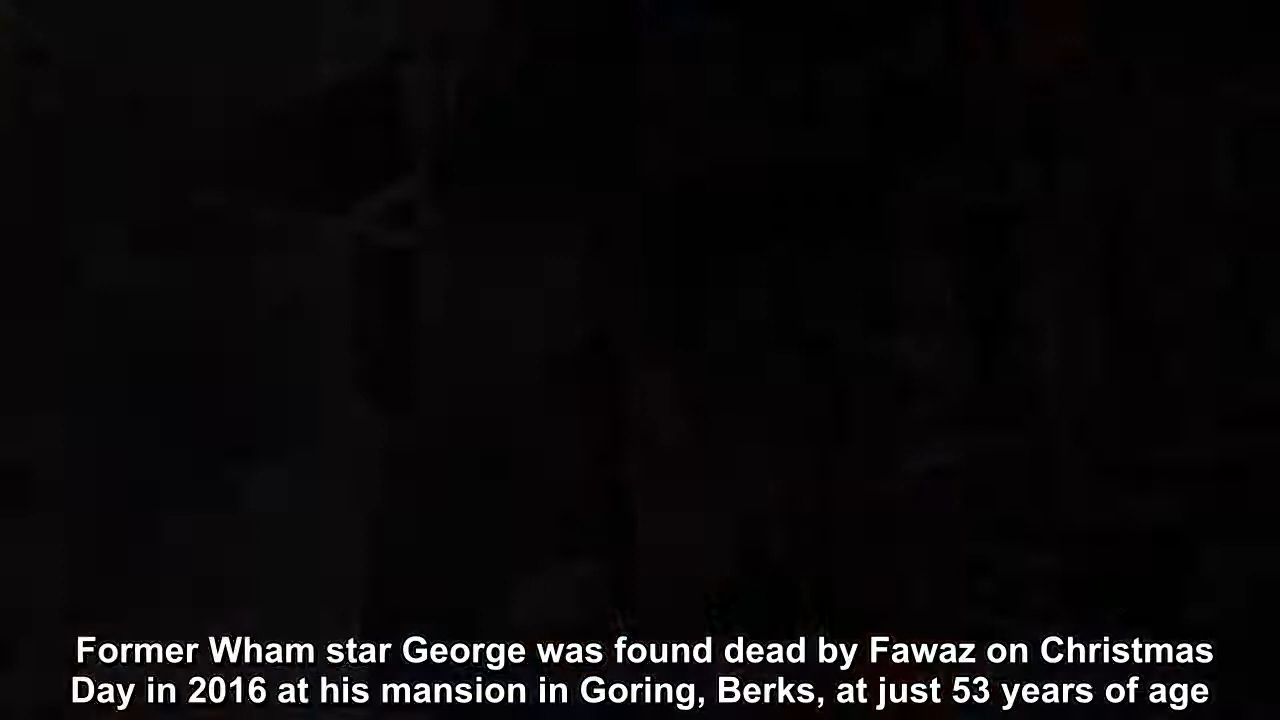 Former Wham star George was found dead by Fawaz on Christmas
Day in 2016 at his mansion in Goring, Berks, at just 53 years of age